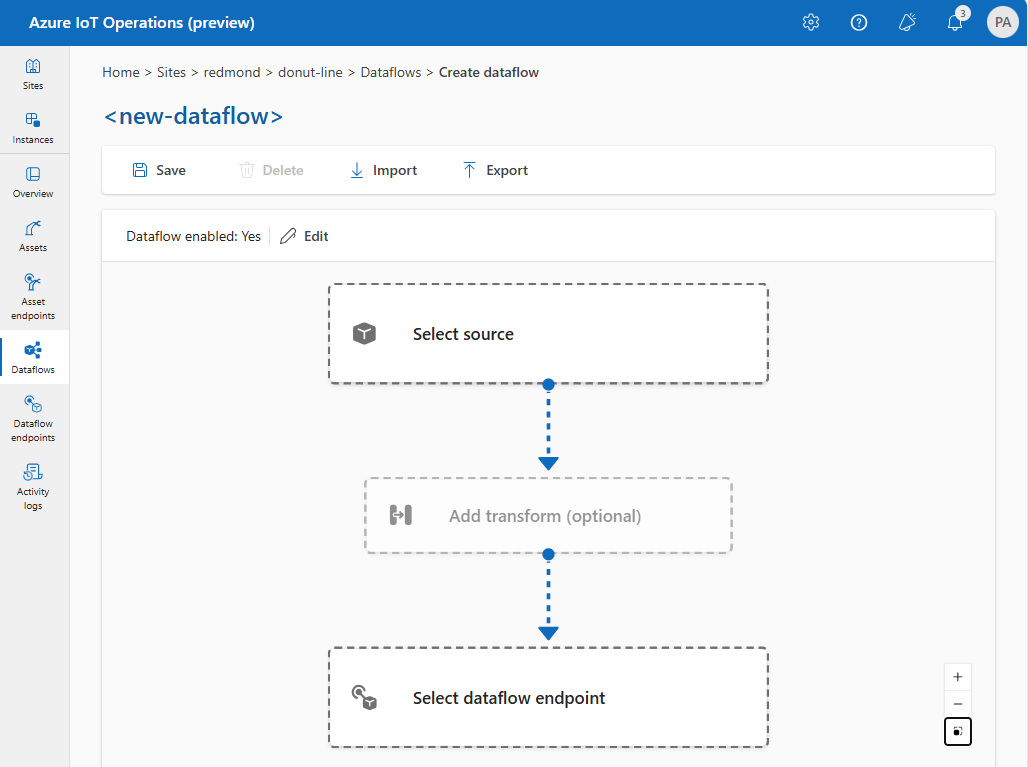 Azure IoT Operations (preview)
3
PA
Sites
Instances
Overview
Assets
Asset
endpoints
Dataflows
Dataflow
endpoints
Activity
logs
Home > Sites > redmond > donut-line > Dataflows > Create dataflow
<new-dataflow>
Save Delete Import Export
Dataflow enabled: Yes Edit
Select source
Add transform (optional)
Select dataflow endpoint